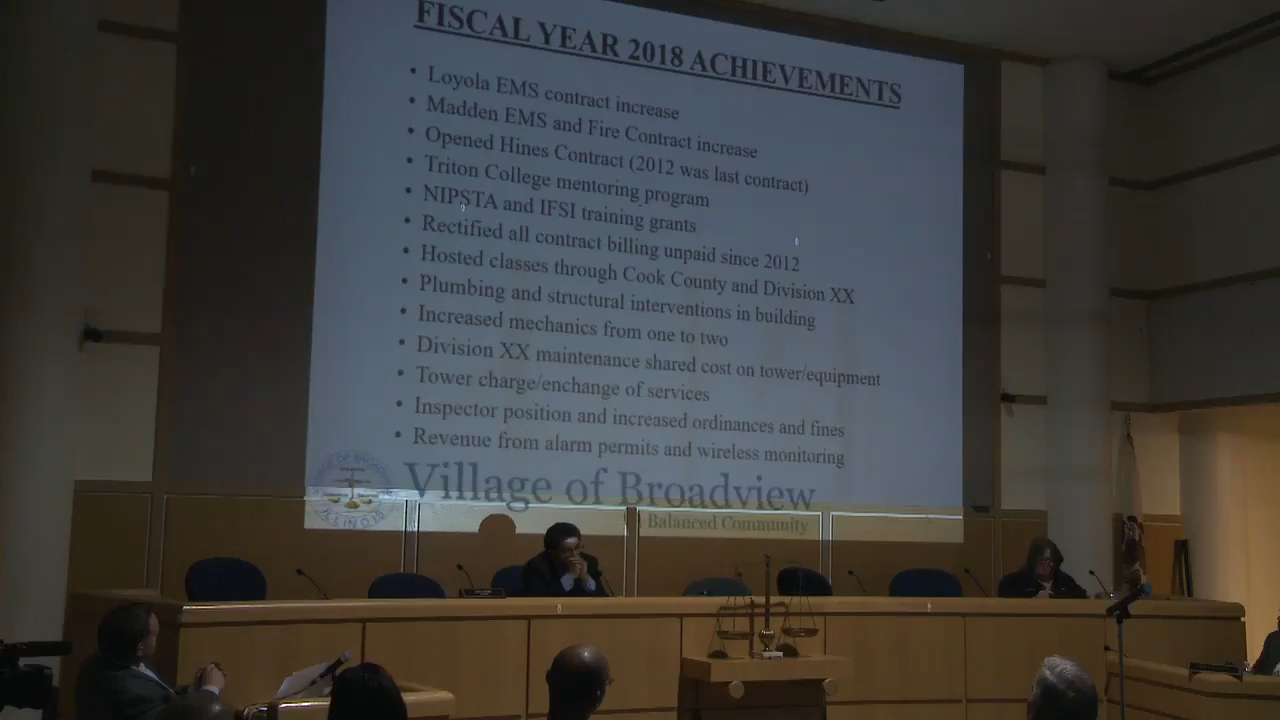 FISCAL YEAR 2018 ACHIEVEMENTS
• Loyola EMS contract increase
• Madden EMS and Fire Contract increase
• Opened Hines Contract (2012 was last contract)
• Triton College mentoring program
• NIPSTA and IFSI training grants
• Rectified all contract billing unpaid since 2012
• Hosted classes through Cook County and Division XX
• Plumbing and structural interventions in building
• Increased mechanics from one to two
• Division XX maintenance shared cost on tower/equipment
• Tower charge/enchange of services
• Inspector position and increased ordinances and fines
• Revenue from alarm permits and wireless monitoring
Village of Broadview
Balanced Community
ILLINOIS